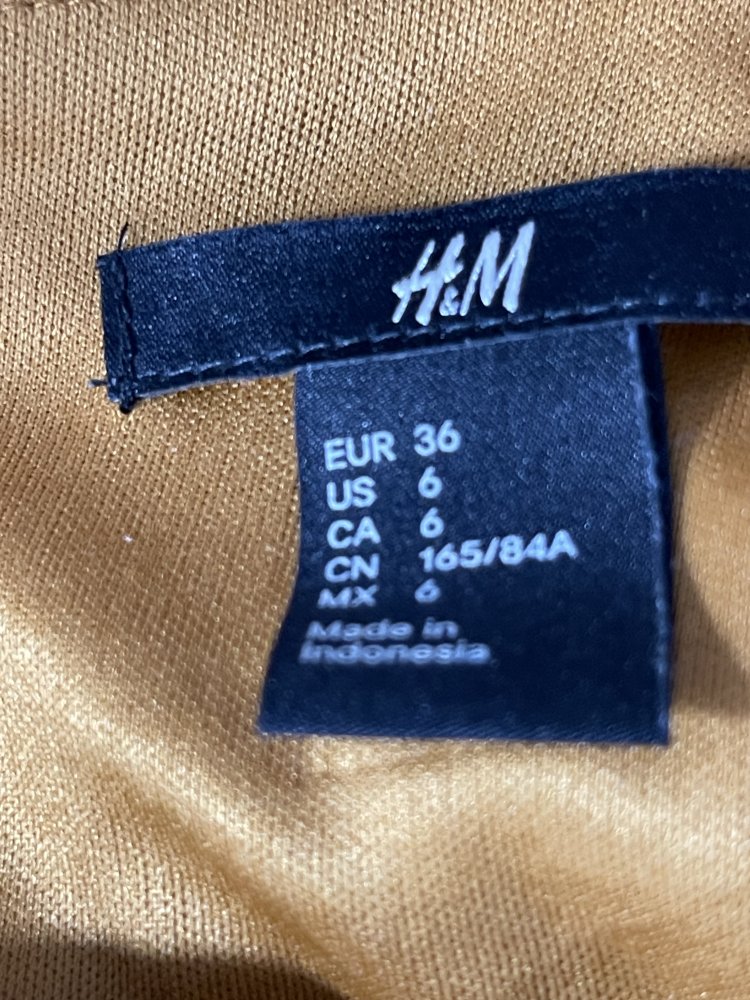 H&M
EUR 36
US 6
CA 6
CN 165/84A
MX 6
Made in
Indonesia